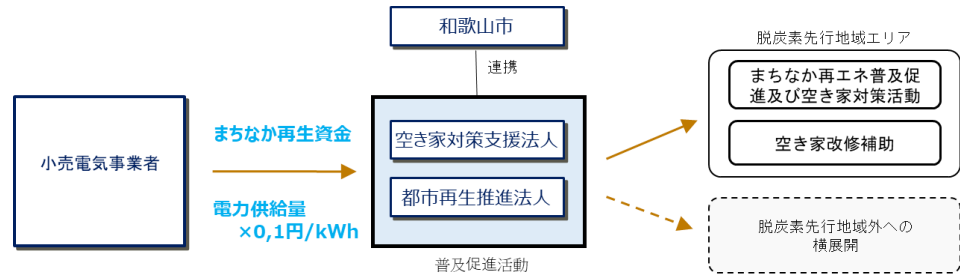 和歌山市
連携
小売電気事業者
まちなか再生資金
電力供給量
×0,1円/kWh
空き家対策支援法人
都市再生推進法人
普及促進活動
脱炭素先行地域エリア
まちなか再エネ普及促
進及び空き家対策活動
空き家改修補助
脱炭素先行地域外への
横展開